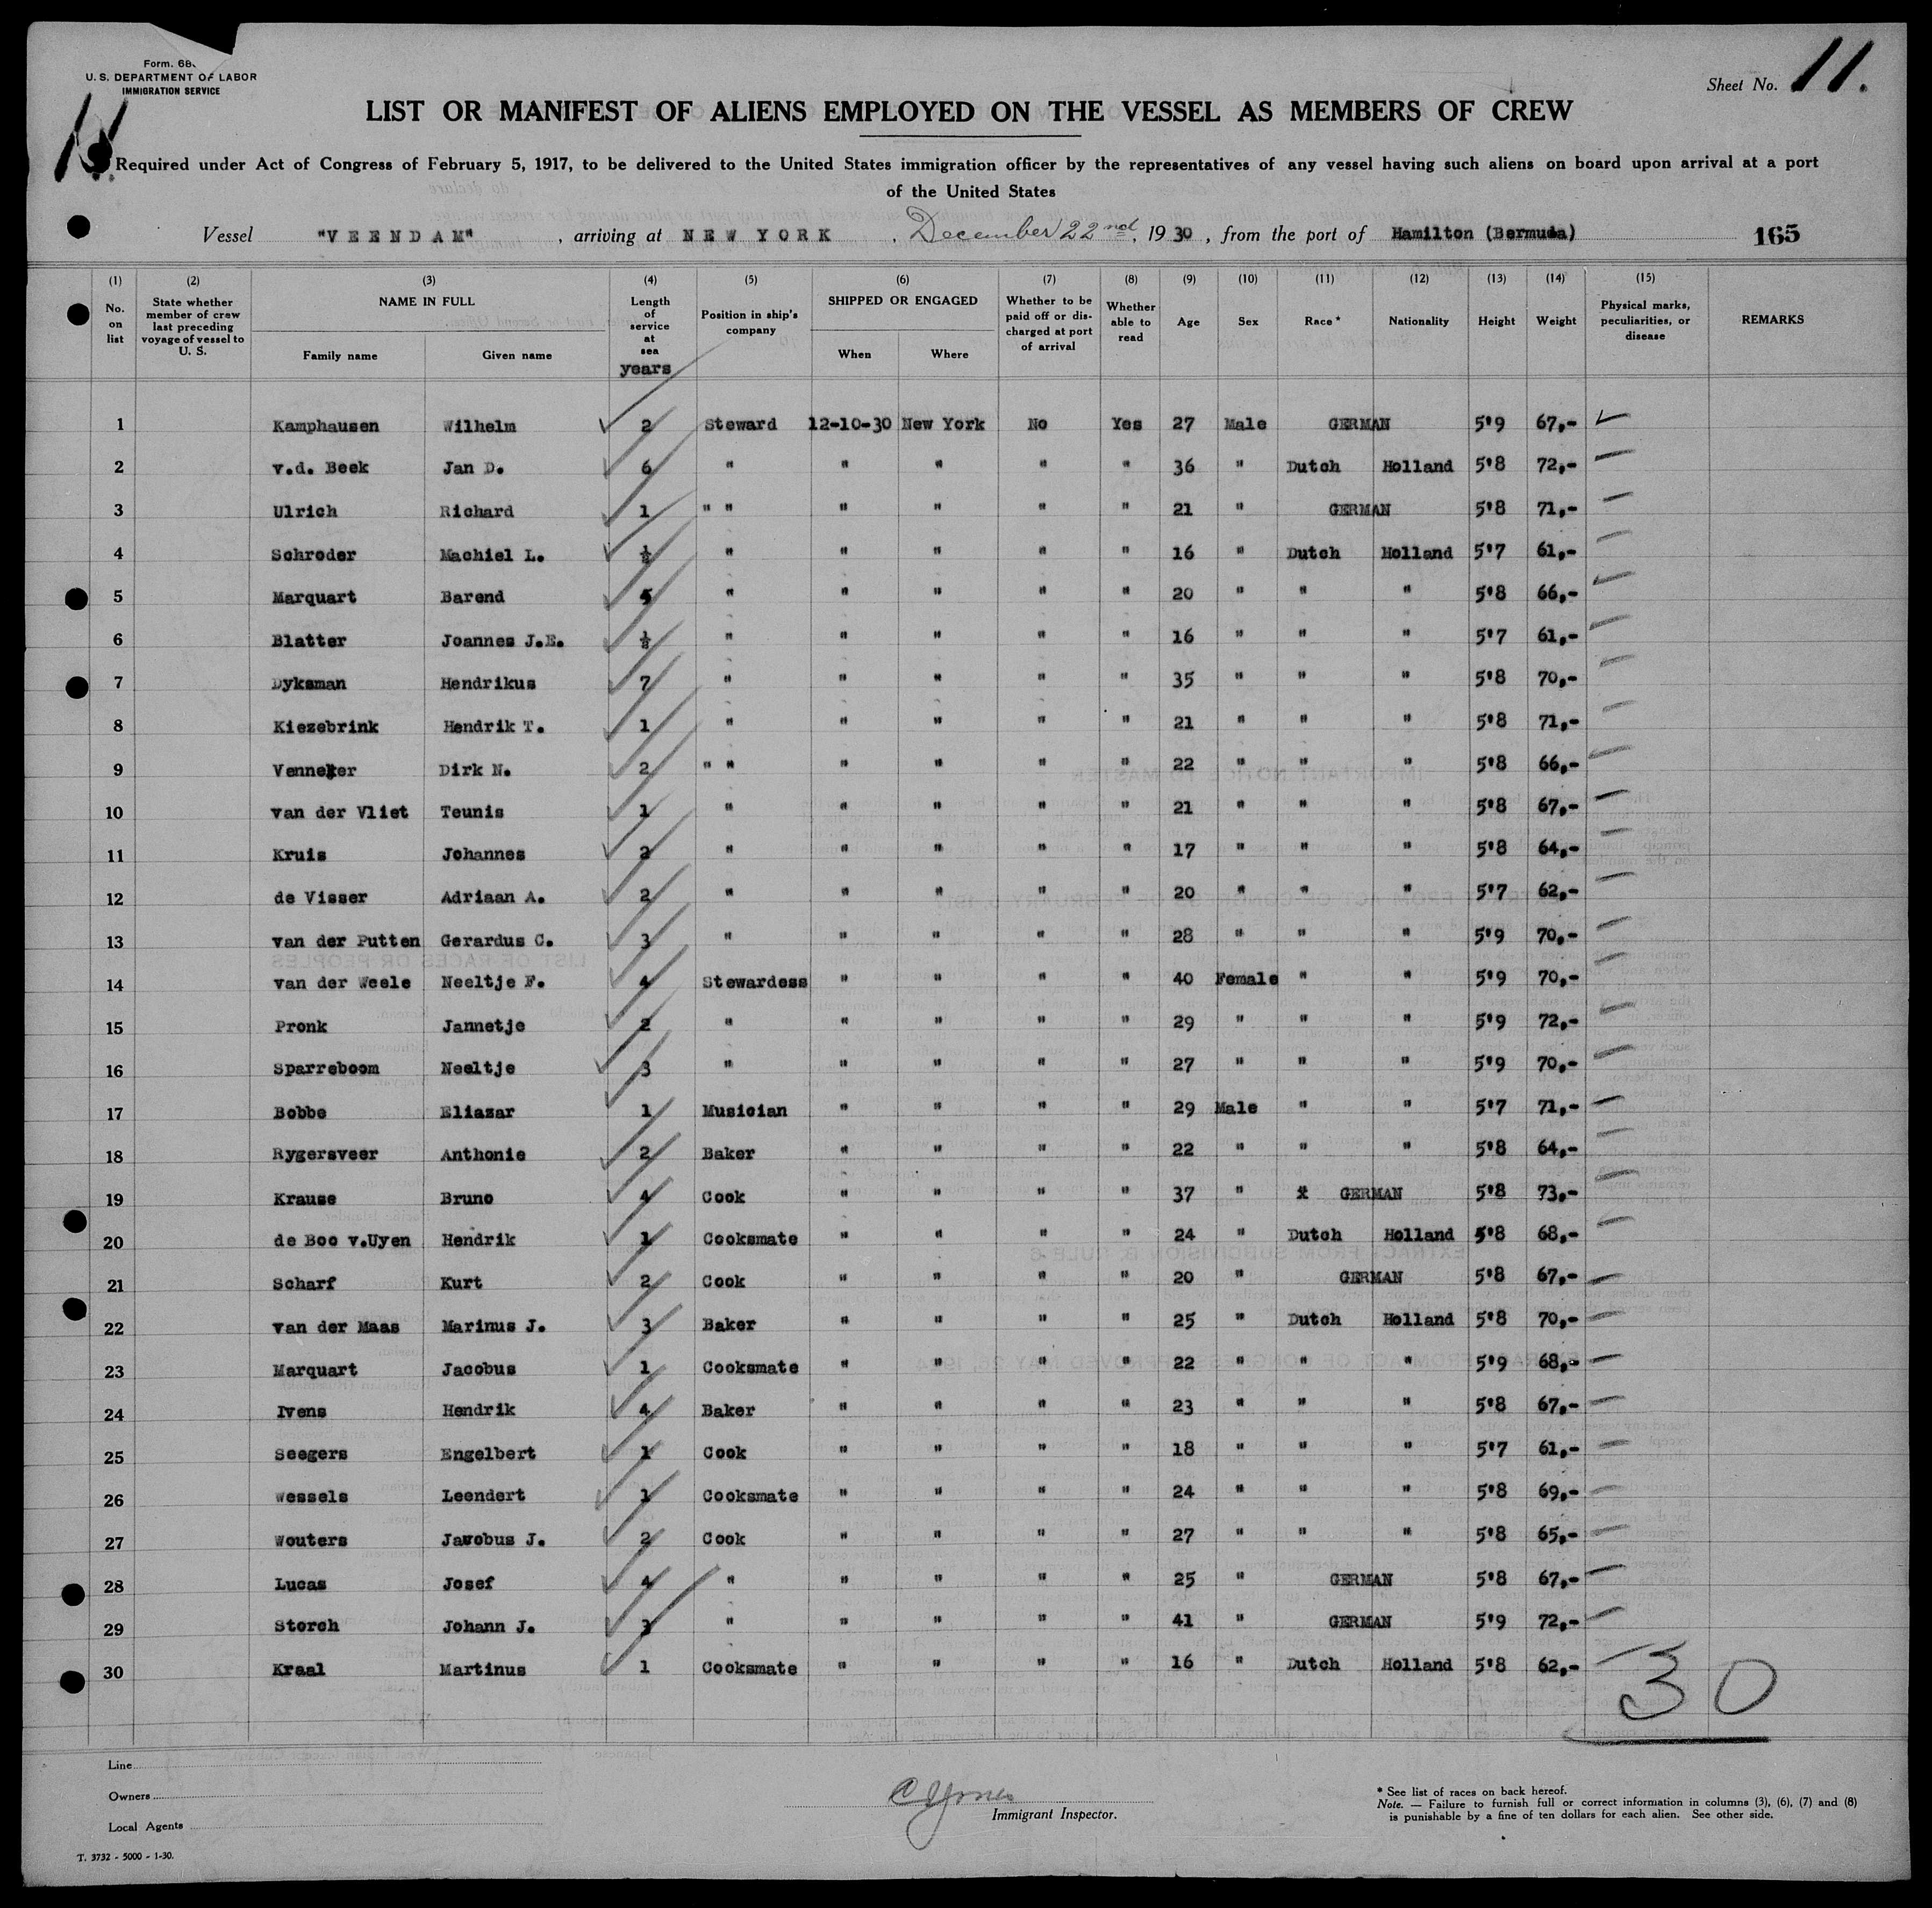 Form. 68
U. S. DEPARTMENT OF LABOR
IMMIGRATION SERVICE
Sheet No. 11.
11.
LIST OR MANIFEST OF ALIENS EMPLOYED ON THE VESSEL AS MEMBERS OF CREW
Required under Act of Congress of February 5, 1917, to be delivered to the United States immigration officer by the representatives of any vessel having such aliens on board upon arrival at a port
of the United States
Vessel "VEENDAM", arriving at NEW YORK, December 22nd, 1930, from the port of Hamilton (Bermuda) 165
(1) (2) (3) (4) (5) (6) (7) (8) (9) (10) (11) (12) (13) (14) (15)
No. on list State whether member of crew last preceding voyage of vessel to U. S. NAME IN FULL Family name Given name Length of service at sea years Position in ship's company SHIPPED OR ENGAGED When Where Whether to be paid off or discharged at port of arrival Whether able to read Age Sex Race* Nationality Height Weight Physical marks, peculiarities, or disease REMARKS
1 Kamphausen Wilhelm 2 Steward 12-10-30 New York No Yes 27 Male GERMAN 5'9 67,-
2 v.d. Beek Jan D. 6 " " " " " 36 " Dutch Holland 5'8 72,-
3 Ulrich Richard 1 " " " " " " 21 " GERMAN 5'8 71,-
4 Schroder Machiel L. " " " " " 16 " Dutch Holland 5'7 61,-
5 Marquart Barend 5 " " " " " 20 " " " 5'8 66,-
6 Blatter Joannes J.E. " " " " " 16 " " " 5'7 61,-
7 Dyksman Hendrikus 7 " " " " " 35 " " " 5'8 70,-
8 Kiezebrink Hendrik T. 1 " " " " " 21 " " " 5'8 71,-
9 Venneker Dirk N. 2 " " " " " " 22 " " " 5'8 66,-
10 van der Vliet Teunis 1 " " " " " 21 " " " 5'8 67,-
11 Kruis Johannes 2 " " " " " 17 " " " 5'8 64,-
12 de Visser Adriaan A. 2 " " " " " 20 " " " 5'7 62,-
13 van der Putten Gerardus C. 3 " " " " " 28 " " " 5'9 70,-
14 van der Weele Neeltje F. 4 Stewardess " " " " 40 Female " " 5'9 70,-
15 Pronk Jannetje 2 " " " " " 29 " " " 5'9 72,-
16 Sparreboom Neeltje 3 " " " " " 27 " " " 5'9 70,-
17 Bobbe Eliazar 1 Musician " " " " 29 Male " " 5'7 71,-
18 Rygersveer Anthonie 2 Baker " " " " 22 " " " 5'8 64,-
19 Krause Bruno 4 Cook " " " " 37 " GERMAN 5'8 73,-
20 de Boo v.Uyen Hendrik 1 Cooksmate " " " " 24 " Dutch Holland 5'8 68,-
21 Scharf Kurt 2 Cook " " " " 20 " GERMAN 5'8 67,-
22 van der Maas Marinus J. 3 Baker " " " " 25 " Dutch Holland 5'8 70,-
23 Marquart Jacobus 1 Cooksmate " " " " 22 " " " 5'9 68,-
24 Ivens Hendrik 4 Baker " " " " 23 " " " 5'8 67,-
25 Seegers Engelbert 1 Cook " " " " 18 " " " 5'7 61,-
26 Wessels Leendert 1 Cooksmate " " " " 24 " " " 5'8 69,-
27 Wouters Jacobus J. 2 Cook " " " " 27 " " " 5'8 65,-
28 Lucas Josef 4 " " " " " 25 " GERMAN 5'8 67,-
29 Storch Johann J. 3 " " " " " 41 " GERMAN 5'9 72,-
30 Kraal Martinus 1 Cooksmate " " " " 16 " Dutch Holland 5'8 62,-
30
Line
Owners
Local Agents
Immigrant Inspector.
* See list of races on back hereof.
Note. — Failure to furnish full or correct information in columns (3), (6), (7) and (8)
is punishable by a fine of ten dollars for each alien. See other side.
T. 3732 - 5000 - 1-30.